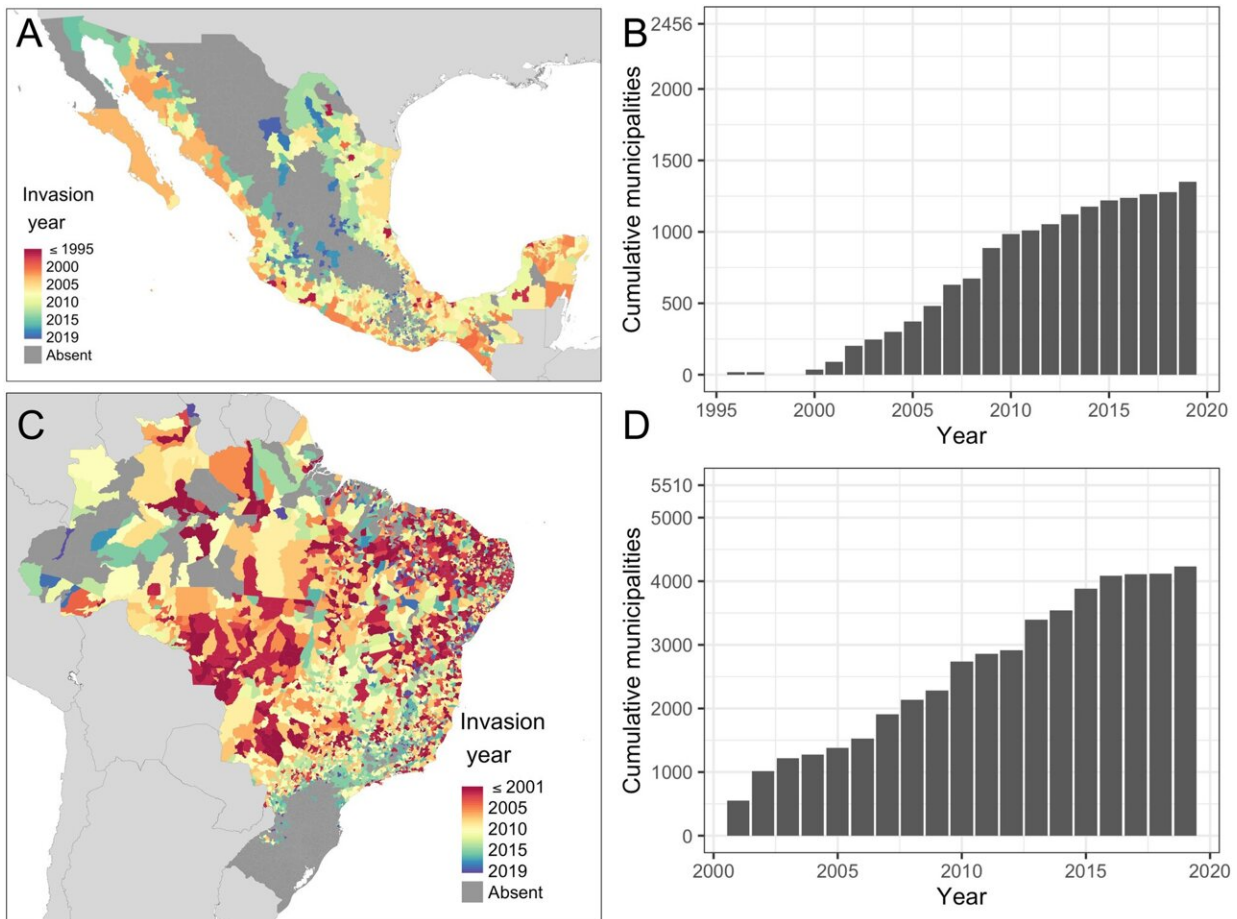 A
Invasion
year
≤ 1995
2000
2005
2010
2015
2019
Absent
B
Cumulative municipalities
2456
2000
1500
1000
500
0
1995
2000
2005
2010
2015
2020
Year
C
Invasion
year
≤ 2001
2005
2010
2015
2019
Absent
D
Cumulative municipalities
5510
5000
4000
3000
2000
1000
0
2000
2005
2010
2015
2020
Year